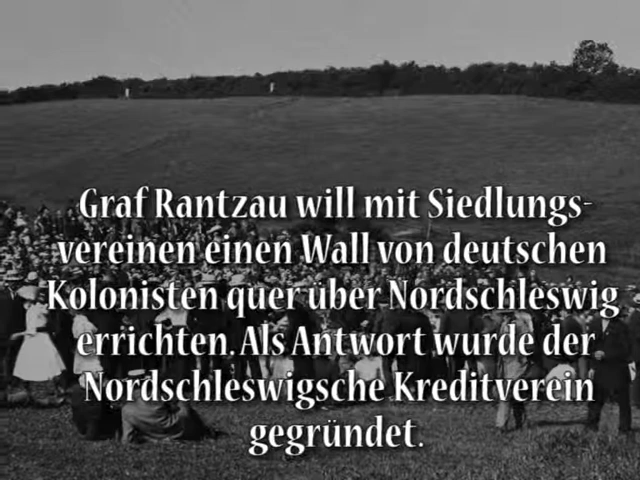 Graf Rantzau will mit Siedlungs-
vereinen einen Wall von deutschen
Kolonisten quer über Nordschleswig
errichten. Als Antwort wurde der
Nordschleswigsche Kreditverein
gegründet.